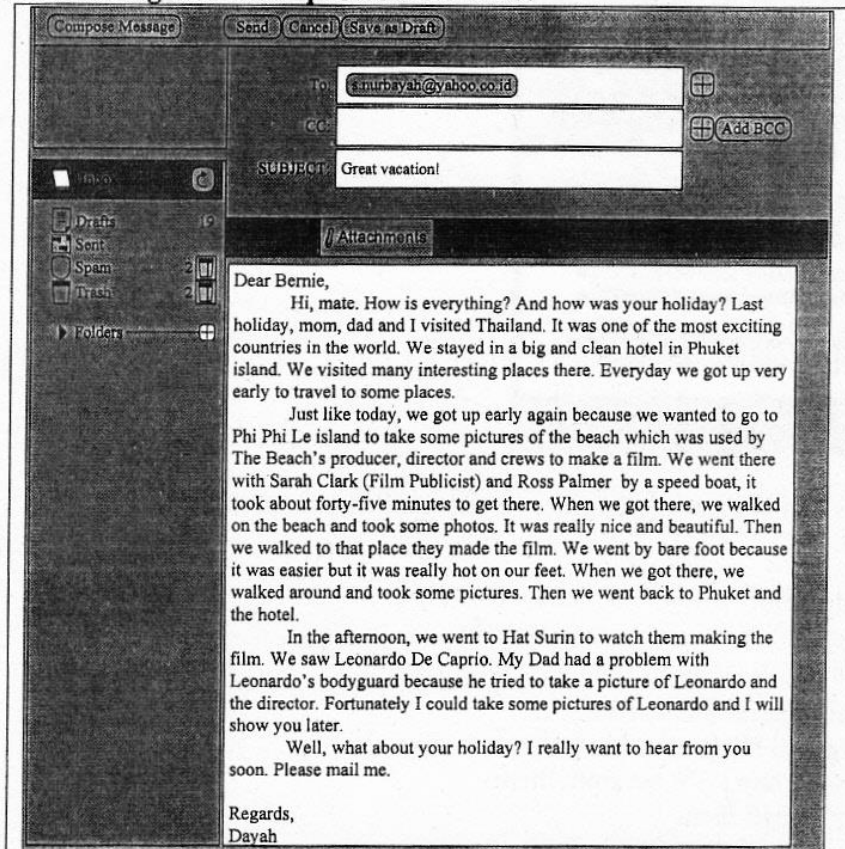 Compose Message Send Cancel Save as Draft
To: s.nurbayah@yahoo.co.id
CC: Add BCC
SUBJECT: Great vacation!
Inbox
Attachments
Drafts 19
Sent
Spam 2
Trash 2
Folders
Dear Bernie,
Hi, mate. How is everything? And how was your holiday? Last
holiday, mom, dad and I visited Thailand. It was one of the most exciting
countries in the world. We stayed in a big and clean hotel in Phuket
island. We visited many interesting places there. Everyday we got up very
early to travel to some places.
Just like today, we got up early again because we wanted to go to
Phi Phi Le island to take some pictures of the beach which was used by
The Beach's producer, director and crews to make a film. We went there
with Sarah Clark (Film Publicist) and Ross Palmer by a speed boat, it
took about forty-five minutes to get there. When we got there, we walked
on the beach and took some photos. It was really nice and beautiful. Then
we walked to that place they made the film. We went by bare foot because
it was easier but it was really hot on our feet. When we got there, we
walked around and took some pictures. Then we went back to Phuket and
the hotel.
In the afternoon, we went to Hat Surin to watch them making the
film. We saw Leonardo De Caprio. My Dad had a problem with
Leonardo's bodyguard because he tried to take a picture of Leonardo and
the director. Fortunately I could take some pictures of Leonardo and I will
show you later.
Well, what about your holiday? I really want to hear from you
soon. Please mail me.
Regards,
Dayah